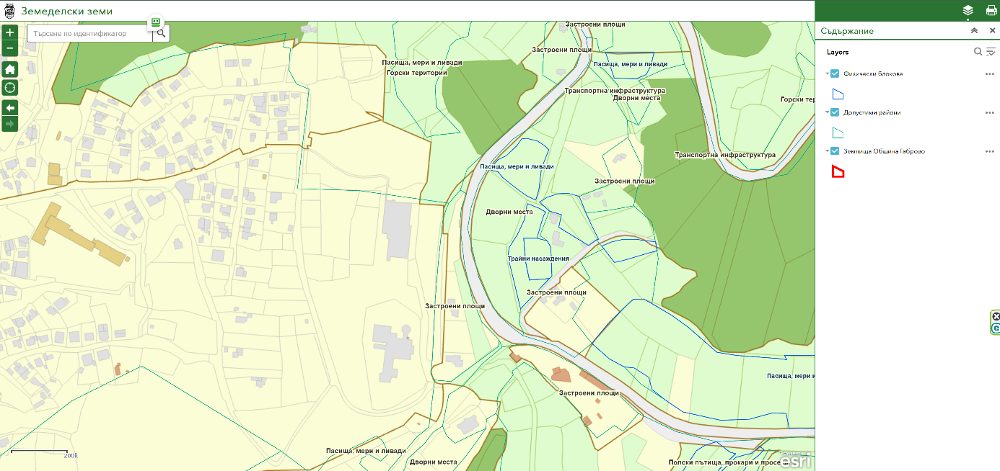 Земеделски земи
Търсене по идентификатор
Съдържание
Layers
Физически блокове
Допустими райони
Землища Община Габрово
Застроени площи
Застроени площи
Пасища, мери и ливади
Пасища, мери и ливади
Горски територии
Транспортна инфраструктура
Дворни места
Горски тер
Транспортна инфраструктура
Пасища, мери и ливади
Застроени площи
Дворни места
Трайни насаждения
Застроени площи
Застроени площи
Пасища, мери и
Застроени площи
Пасища, мери и ливади
200ft
Дворни места
Полски пътища, прокари и просе
esri